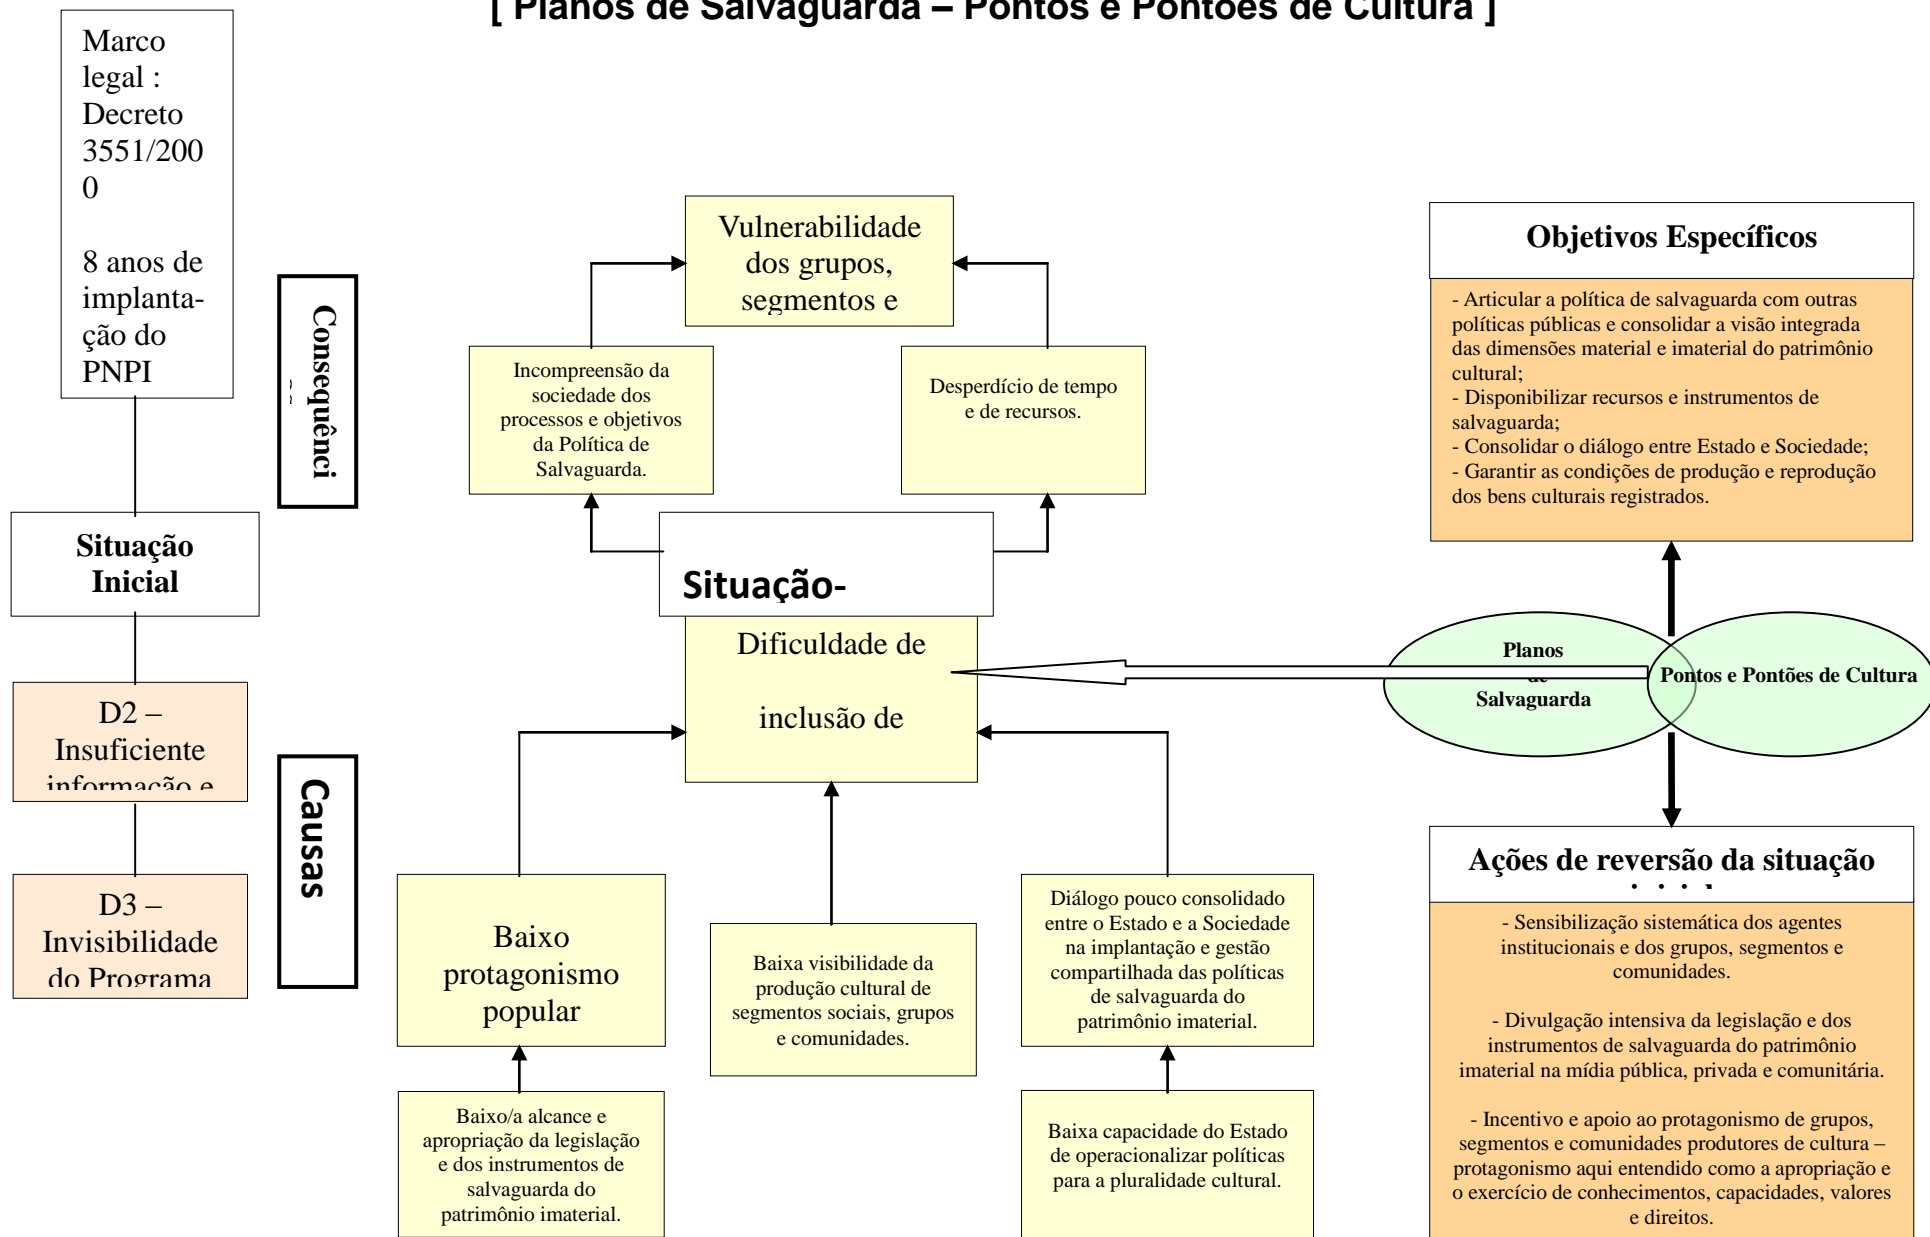 [ Planos de Salvaguarda – Pontos e Pontões de Cultura ]
Marco
legal :
Decreto
3551/200
0
8 anos de
implanta-
ção do
PNPI
Situação
Inicial
D2 –
Insuficiente
informação e
D3 –
Invisibilidade
do Programa
Consequênci
Causas
Vulnerabilidade
dos grupos,
segmentos e
Incompreensão da
sociedade dos
processos e objetivos
da Política de
Salvaguarda.
Desperdício de tempo
e de recursos.
Situação-
Dificuldade de
inclusão de
Baixo
protagonismo
popular
Baixa visibilidade da
produção cultural de
segmentos sociais, grupos
e comunidades.
Diálogo pouco consolidado
entre o Estado e a Sociedade
na implantação e gestão
compartilhada das políticas
de salvaguarda do
patrimônio imaterial.
Baixo/a alcance e
apropriação da legislação
e dos instrumentos de
salvaguarda do
patrimônio imaterial.
Baixa capacidade do Estado
de operacionalizar políticas
para a pluralidade cultural.
Objetivos Específicos
- Articular a política de salvaguarda com outras
políticas públicas e consolidar a visão integrada
das dimensões material e imaterial do patrimônio
cultural;
- Disponibilizar recursos e instrumentos de
salvaguarda;
- Consolidar o diálogo entre Estado e Sociedade;
- Garantir as condições de produção e reprodução
dos bens culturais registrados.
Planos
de
Salvaguarda
Pontos e Pontões de Cultura
Ações de reversão da situação
- Sensibilização sistemática dos agentes
institucionais e dos grupos, segmentos e
comunidades.
- Divulgação intensiva da legislação e dos
instrumentos de salvaguarda do patrimônio
imaterial na mídia pública, privada e comunitária.
- Incentivo e apoio ao protagonismo de grupos,
segmentos e comunidades produtores de cultura –
protagonismo aqui entendido como a apropriação e
o exercício de conhecimentos, capacidades, valores
e direitos.